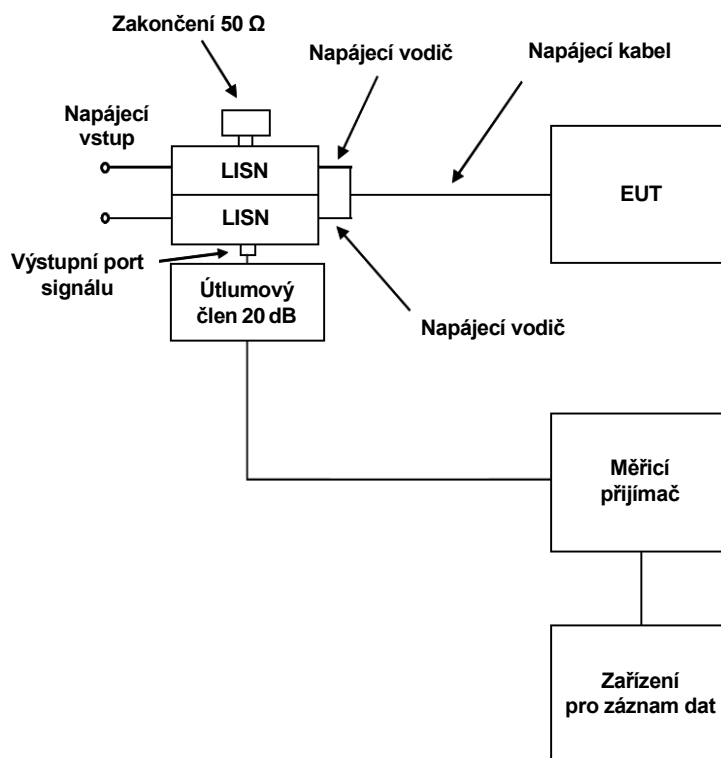 Zakončení 50 Ω
Napájecí vodič
Napájecí kabel
Napájecí
vstup
LISN
LISN
EUT
Výstupní port
signálu
Útlumový
člen 20 dB
Napájecí vodič
Měřicí
přijímač
Zařízení
pro záznam dat